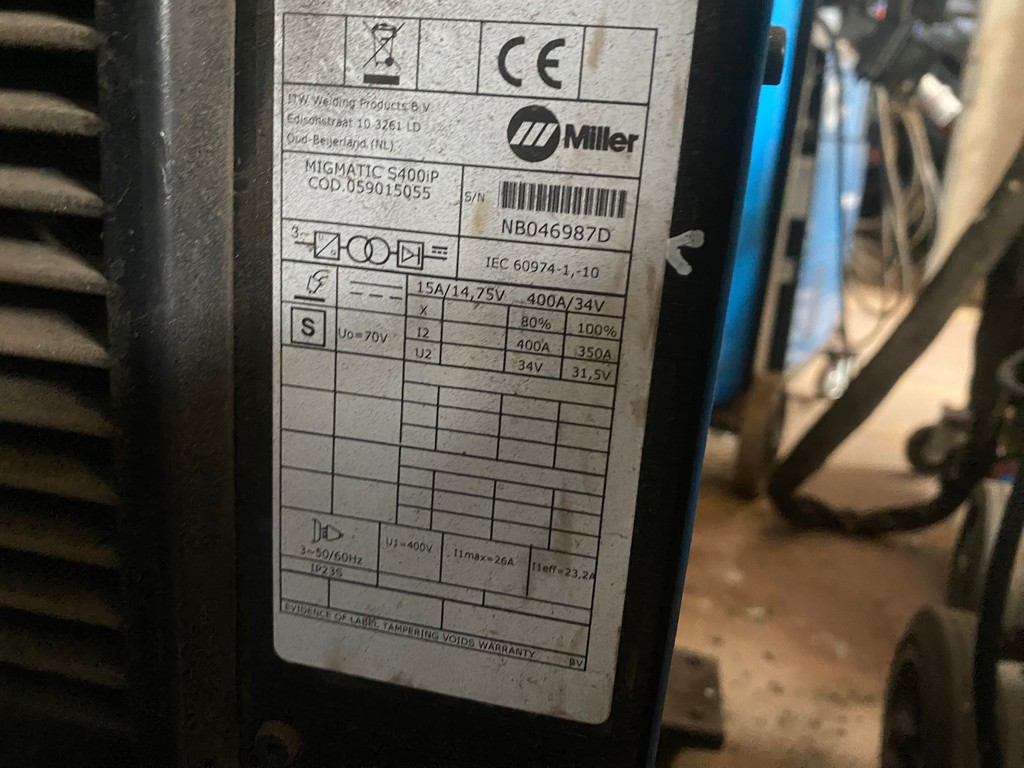 CE
ITW Welding Products B.V.
Edisonstraat 10 3261 LD
Oud-Beijerland (NL)
Miller
MIGMATIC S400iP
COD.059015055
S/N
NB046987D
3~
IEC 60974-1,-10
15A/14,75V 400A/34V
X 80% 100%
S
Uo=70V
I2 400A 350A
U2 34V 31,5V
3~50/60Hz
U1=400V
I1max=26A
I1eff=23,2A
IP23S
EVIDENCE OF LABEL TAMPERING VOIDS WARRANTY
BV